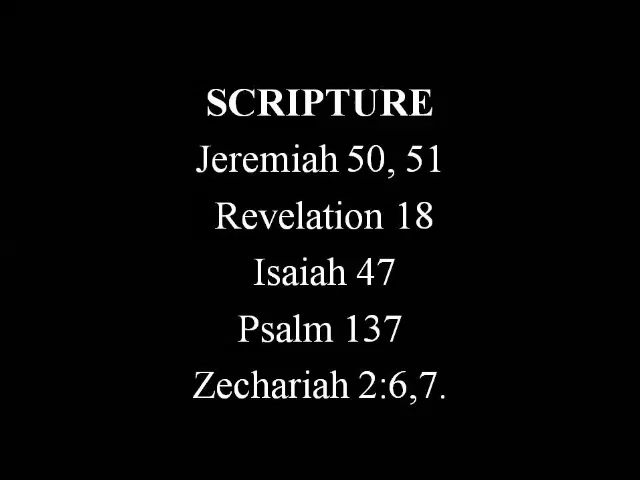 SCRIPTURE
Jeremiah 50, 51
Revelation 18
Isaiah 47
Psalm 137
Zechariah 2:6,7.